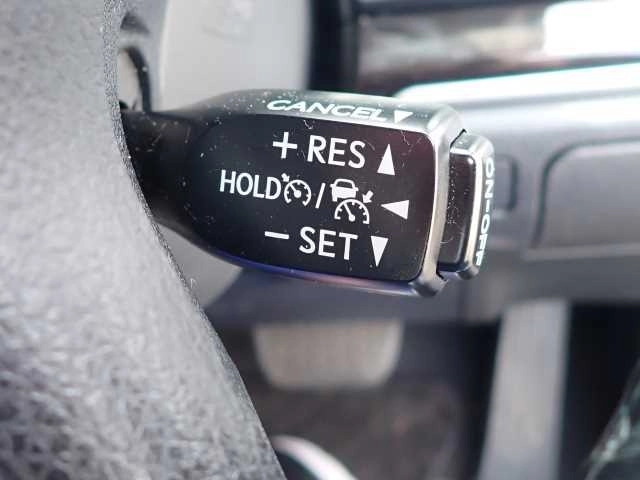 CANCEL▼
+ RES ▲
HOLD / ◀
− SET ▼
ON-OFF